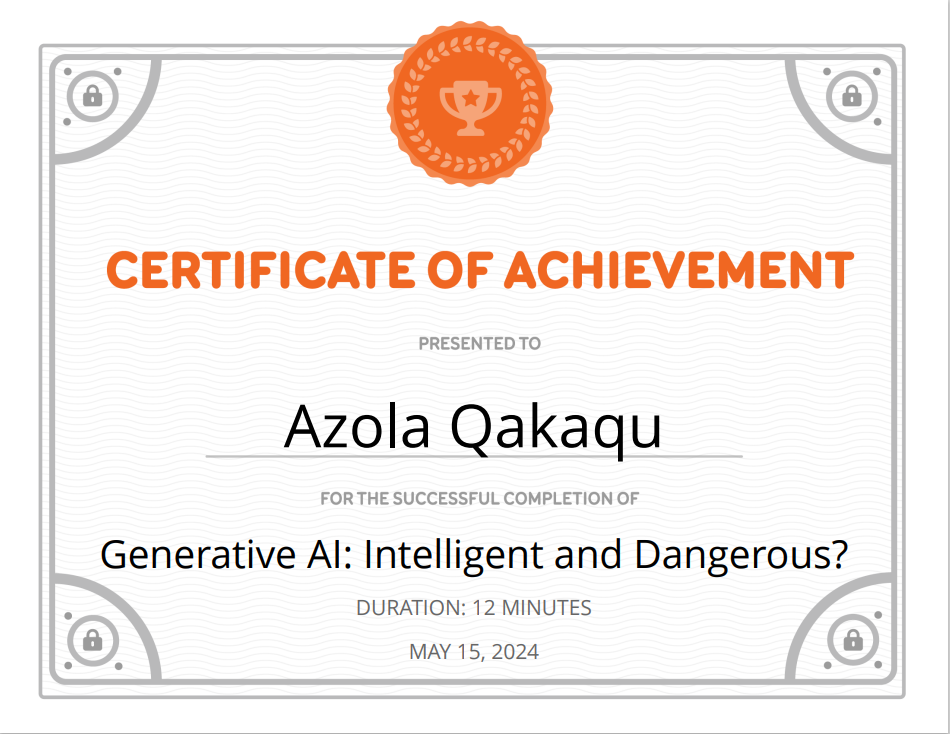 CERTIFICATE OF ACHIEVEMENT
PRESENTED TO
Azola Qakaqu
FOR THE SUCCESSFUL COMPLETION OF
Generative AI: Intelligent and Dangerous?
DURATION: 12 MINUTES
MAY 15, 2024